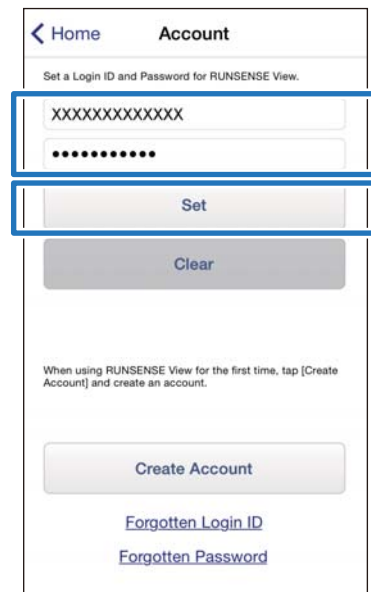 Home Account
Set a Login ID and Password for RUNSENSE View.
XXXXXXXXXXXXX
●●●●●●●●●●●
Set
Clear
When using RUNSENSE View for the first time, tap [Create
Account] and create an account.
Create Account
Forgotten Login ID
Forgotten Password